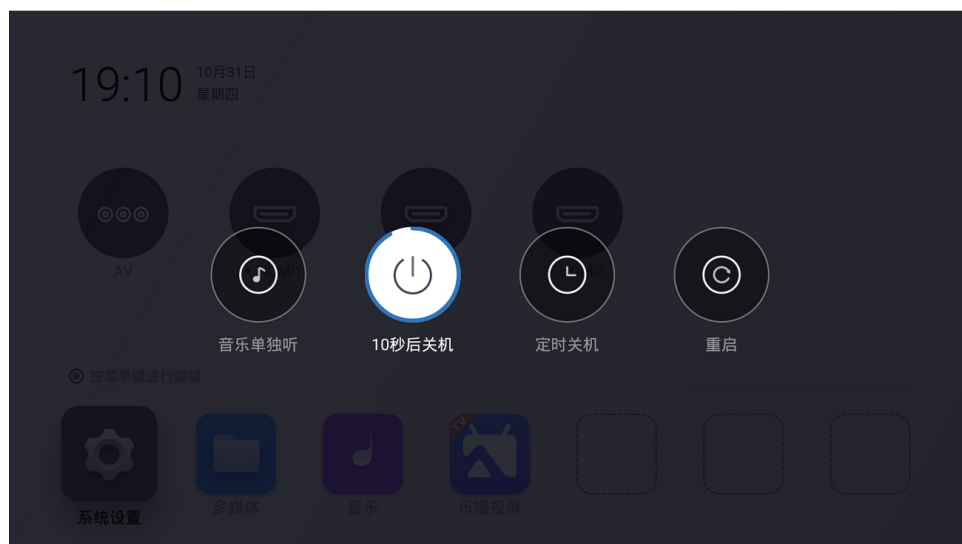 19:10
10月31日
星期四
AV
音乐单独听
10秒后关机
定时关机
重启
按菜单键进行编辑
系统设置
多媒体
音乐
TV
乐播投屏